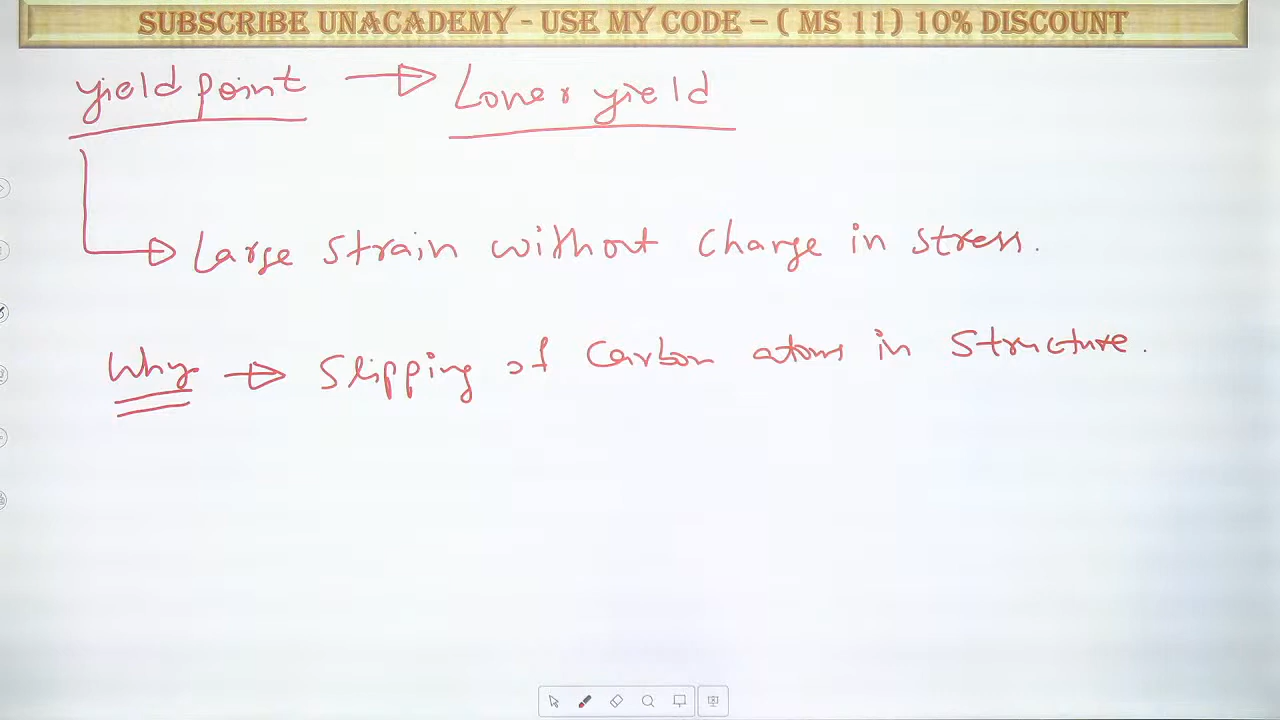 SUBSCRIBE UNACADEMY - USE MY CODE – ( MS 11) 10% DISCOUNT
yield point → Lower yield
→ Large strain without change in stress.
Why → Slipping of Carbon atoms in structure.